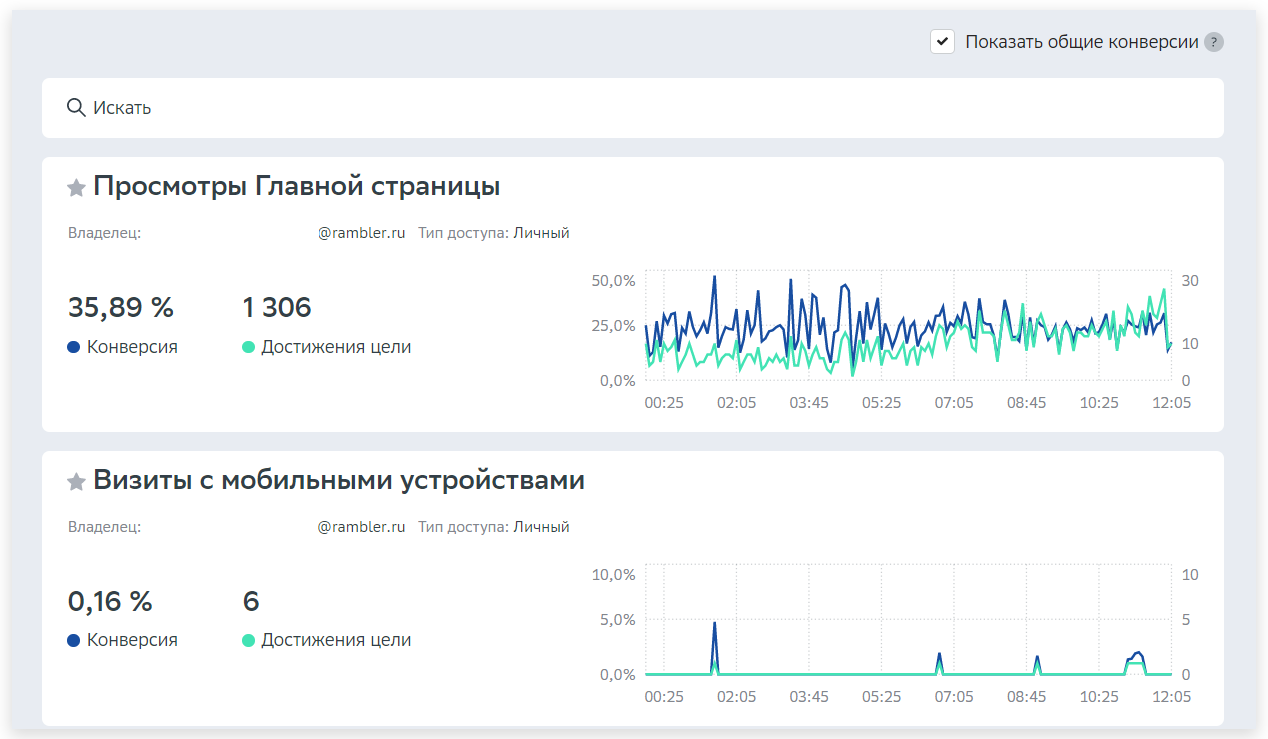 Показать общие конверсии ?
Искать
Просмотры Главной страницы
Владелец: @rambler.ru Тип доступа: Личный
35,89 % 1 306
Конверсия Достижения цели
50,0% 30
25,0%
10
0,0% 0
00:25 02:05 03:45 05:25 07:05 08:45 10:25 12:05
Визиты с мобильными устройствами
Владелец: @rambler.ru Тип доступа: Личный
0,16 % 6
Конверсия Достижения цели
10,0% 10
5,0% 5
0,0% 0
00:25 02:05 03:45 05:25 07:05 08:45 10:25 12:05